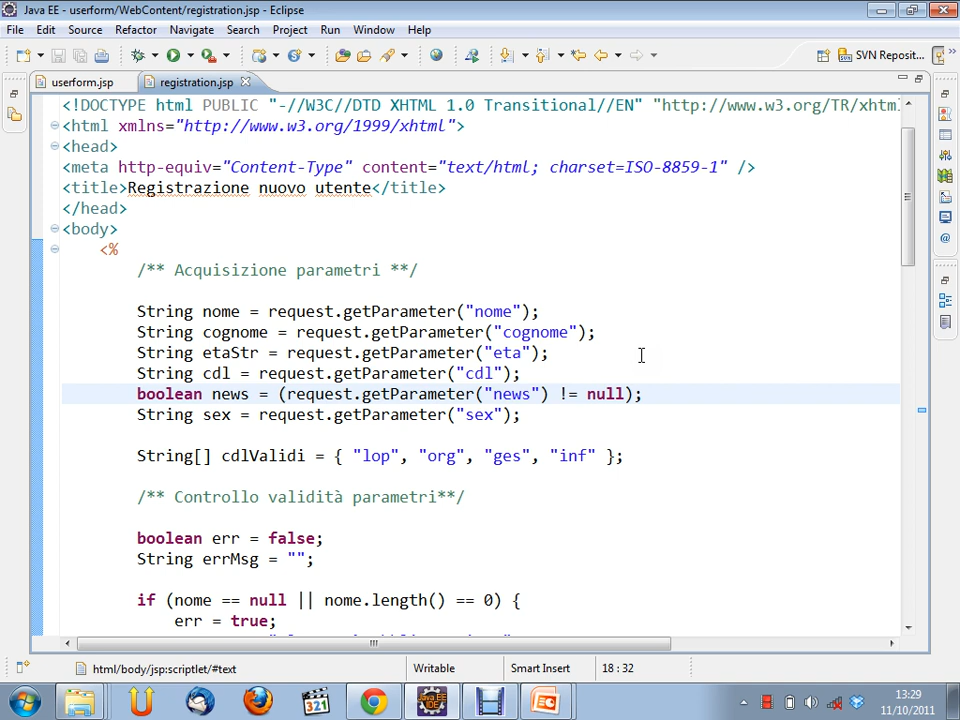 Java EE - userform/WebContent/registration.jsp - Eclipse
File Edit Source Refactor Navigate Search Project Run Window Help
SVN Reposit...
userform.jsp registration.jsp
<!DOCTYPE html PUBLIC "-//W3C//DTD XHTML 1.0 Transitional//EN" "http://www.w3.org/TR/xhtml
<html xmlns="http://www.w3.org/1999/xhtml">
<head>
<meta http-equiv="Content-Type" content="text/html; charset=ISO-8859-1" />
<title>Registrazione nuovo utente</title>
</head>
<body>
<%
/** Acquisizione parametri **/
String nome = request.getParameter("nome");
String cognome = request.getParameter("cognome");
String etaStr = request.getParameter("eta");
String cdl = request.getParameter("cdl");
boolean news = (request.getParameter("news") != null);
String sex = request.getParameter("sex");
String[] cdlValidi = { "lop", "org", "ges", "inf" };
/** Controllo validità parametri**/
boolean err = false;
String errMsg = "";
if (nome == null || nome.length() == 0) {
err = true;
html/body/jsp:scriptlet/#text Writable Smart Insert 18 : 32
321
Java EE IDE
13:29
11/10/2011